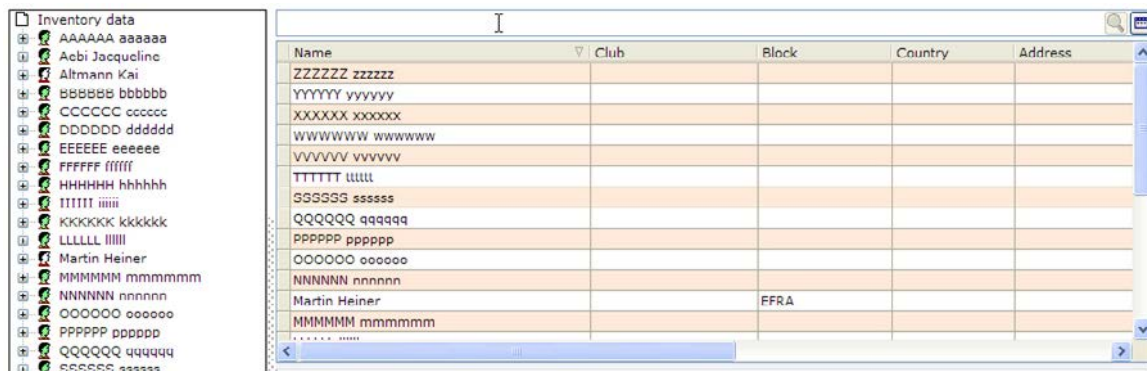 Inventory data
AAAAAA aaaaaa
Aebi Jacqueline
Altmann Kai
BBBBBB bbbbbb
CCCCCC cccccc
DDDDDD dddddd
EEEEEE eeeeee
FFFFFF ffffff
HHHHHH hhhhhh
IIIIII iiiiii
KKKKKK kkkkkk
LLLLLL llllll
Martin Heiner
MMMMMM mmmmmm
NNNNNN nnnnnn
OOOOOO oooooo
PPPPPP pppppp
QQQQQQ qqqqqq
SSSSSS ssssss
Name Club Block Country Address
ZZZZZZ zzzzzz
YYYYYY yyyyyy
XXXXXX xxxxxx
WWWWWW wwwwww
VVVVVV vvvvvv
TTTTTT tttttt
SSSSSS ssssss
QQQQQQ qqqqqq
PPPPPP pppppp
OOOOOO oooooo
NNNNNN nnnnnn
Martin Heiner EFRA
MMMMMM mmmmmm